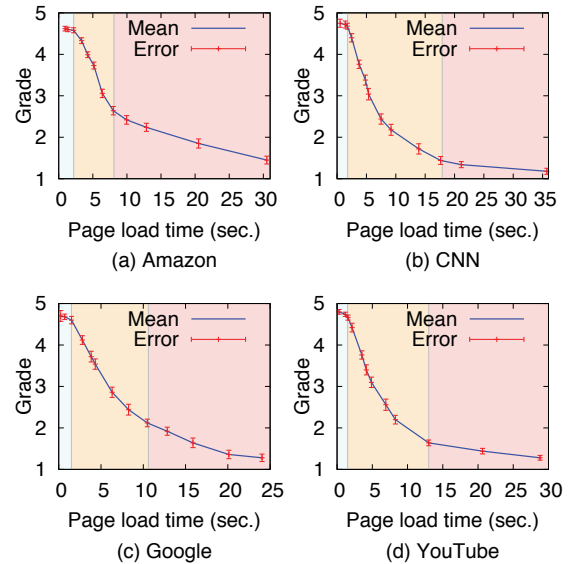 5
4
3
2
1
Grade
Mean
Error
0 5 10 15 20 25 30
Page load time (sec.)
(a) Amazon
5
4
3
2
1
Grade
Mean
Error
0 5 10 15 20 25 30 35
Page load time (sec.)
(b) CNN
5
4
3
2
1
Grade
Mean
Error
0 5 10 15 20 25
Page load time (sec.)
(c) Google
5
4
3
2
1
Grade
Mean
Error
0 5 10 15 20 25 30
Page load time (sec.)
(d) YouTube